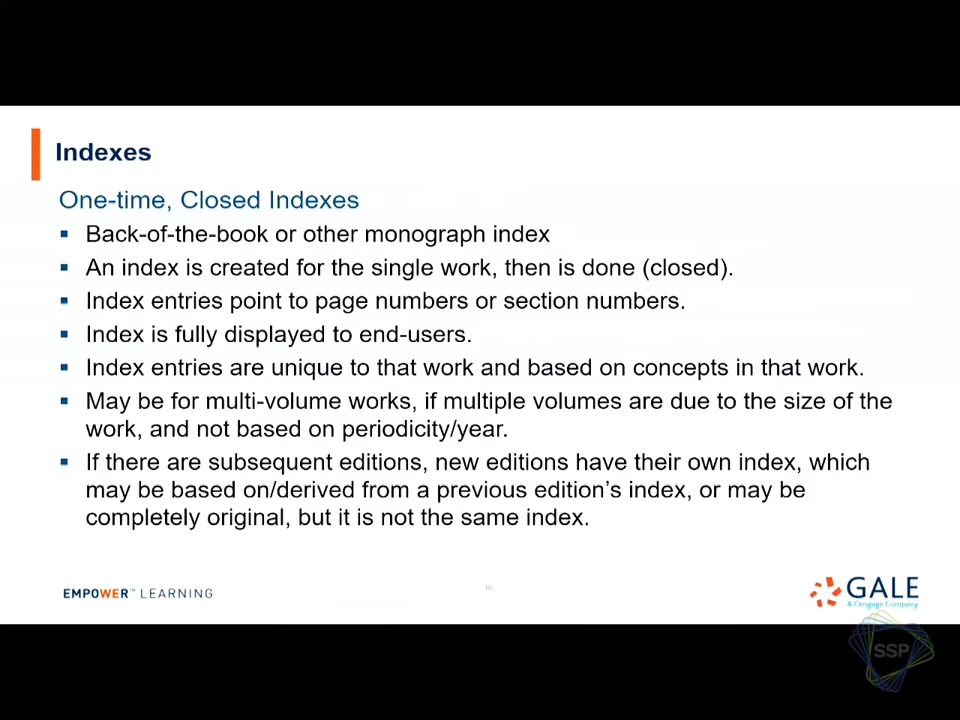 Indexes
One-time, Closed Indexes
Back-of-the-book or other monograph index
An index is created for the single work, then is done (closed).
Index entries point to page numbers or section numbers.
Index is fully displayed to end-users.
Index entries are unique to that work and based on concepts in that work.
May be for multi-volume works, if multiple volumes are due to the size of the
work, and not based on periodicity/year.
If there are subsequent editions, new editions have their own index, which
may be based on/derived from a previous edition’s index, or may be
completely original, but it is not the same index.
EMPOWER™ LEARNING
GALE
A Cengage Company
SSP